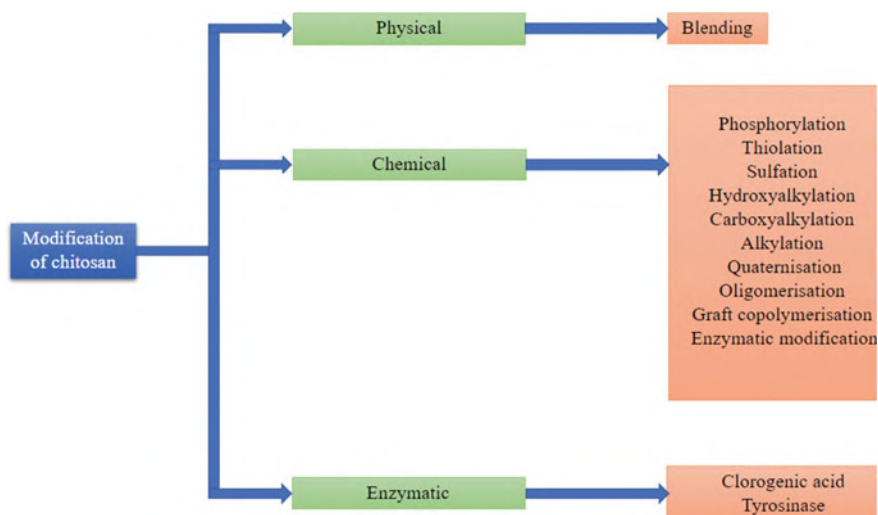 Physical
Blending
Phosphorylation
Thiolation
Sulfation
Chemical
Hydroxyalkylation
Carboxyalkylation
Alkylation
Quaternisation
Oligomerisation
Graft copolymerisation
Enzymatic modification
Modification
of chitosan
Enzymatic
Clorogenic acid
Tyrosinase